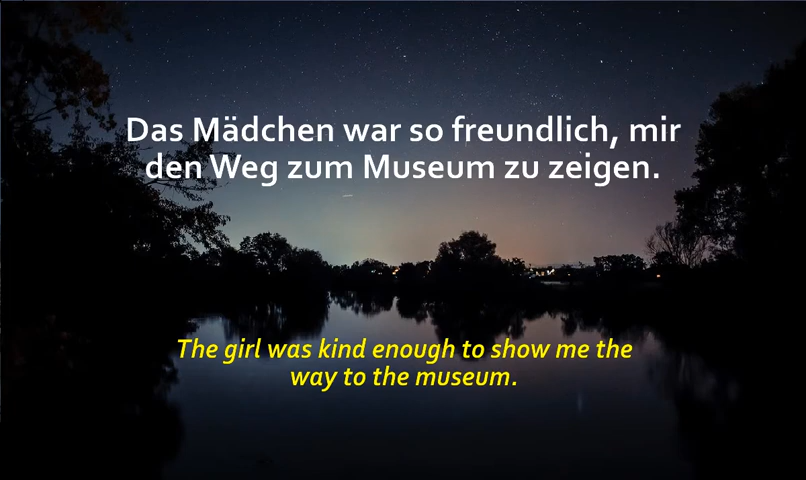 Das Mädchen war so freundlich, mir
den Weg zum Museum zu zeigen.
The girl was kind enough to show me the
way to the museum.